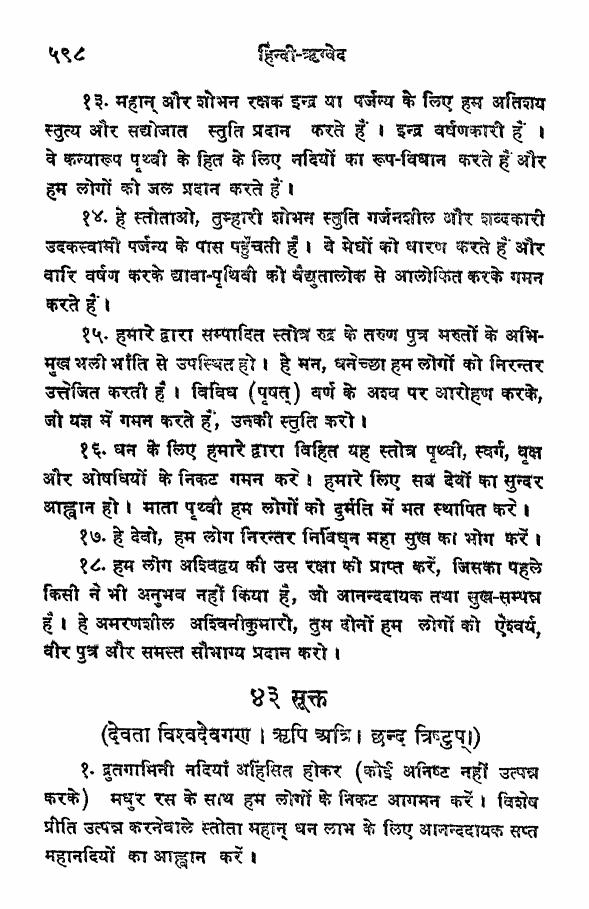 ५९८ हिन्दी-ऋग्वेद
१३. महान् और शोभन रक्षक इन्द्र या पर्जन्य के लिए हम अतिशय
स्तुत्य और सद्योजात स्तुति प्रदान करते हैं । इन्द्र वर्षणकारी हैं ।
वे कन्यारूप पृथ्वी के हित के लिए नदियों का रूप-विधान करते हैं और
हम लोगों को जल प्रदान करते हैं ।
१४. हे स्तोताओ, तुम्हारी शोभन स्तुति गर्जनशील और शब्दकारी
उदकस्वामी पर्जन्य के पास पहुँचती है । वे मेघों को धारण करते हैं और
वारि वर्षण करके द्यावा-पृथिवी को वैद्युतालोक से आलोकित करके गमन
करते हैं ।
१५. हमारे द्वारा सम्पादित स्तोत्र रुद्र के तरुण पुत्र मरुतों के अभि-
मुख भली भाँति से उपस्थित हो । हे मन, धनेच्छा हम लोगों को निरन्तर
उत्तेजित करती है । विविध (पृषत्) वर्ण के अश्व पर आरोहण करके,
जो यज्ञ में गमन करते हैं, उनकी स्तुति करो ।
१६. धन के लिए हमारे द्वारा विहित यह स्तोत्र पृथ्वी, स्वर्ग, वृक्ष
और ओषधियों के निकट गमन करे । हमारे लिए सब देवों का सुन्दर
आह्वान हो । माता पृथ्वी हम लोगों को दुर्मति में मत स्थापित करे ।
१७. हे देवो, हम लोग निरन्तर निर्विघ्न महा सुख का भोग करें ।
१८. हम लोग अश्विद्वय की उस रक्षा को प्राप्त करें, जिसका पहले
किसी ने भी अनुभव नहीं किया है, जो आनन्ददायक तथा सुख-सम्पन्न
है । हे अमरणशील अश्विनीकुमारो, तुम दोनों हम लोगों को ऐश्वर्य,
वीर पुत्र और समस्त सौभाग्य प्रदान करो ।
४३ सूक्त
(देवता विश्वदेवगण । ऋषि अत्रि । छन्द त्रिष्टुप्।)
१. द्रुतगामिनी नदियाँ अहिंसित होकर (कोई अनिष्ट नहीं उत्पन्न
करके) मधुर रस के साथ हम लोगों के निकट आगमन करें । विशेष
प्रीति उत्पन्न करनेवाले स्तोता महान् धन लाभ के लिए आनन्ददायक सप्त
महानदियों का आह्वान करें ।